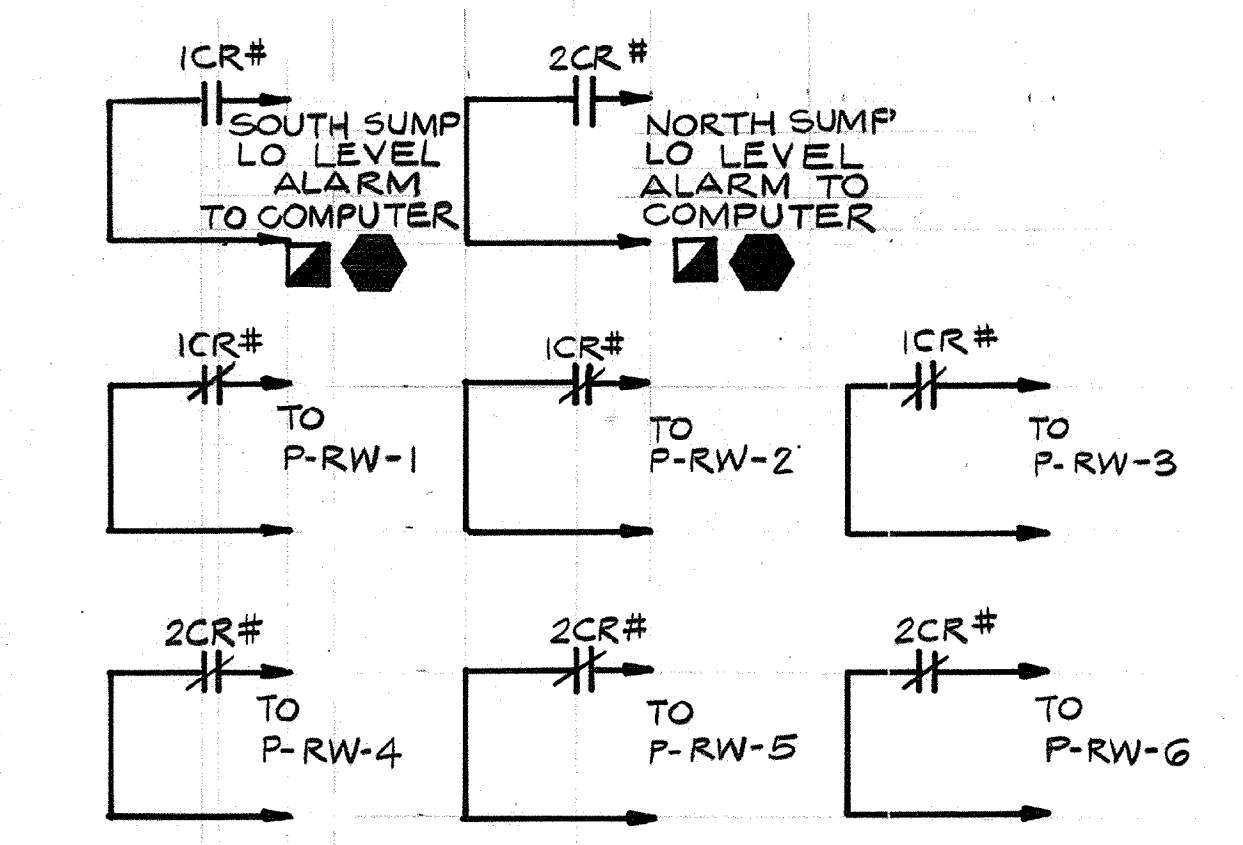 1CR#
SOUTH SUMP
LO LEVEL
ALARM
TO COMPUTER
2CR#
NORTH SUMP
LO LEVEL
ALARM TO
COMPUTER
1CR#
TO
P-RW-1
1CR#
TO
P-RW-2
1CR#
TO
P-RW-3
2CR#
TO
P-RW-4
2CR#
TO
P-RW-5
2CR#
TO
P-RW-6